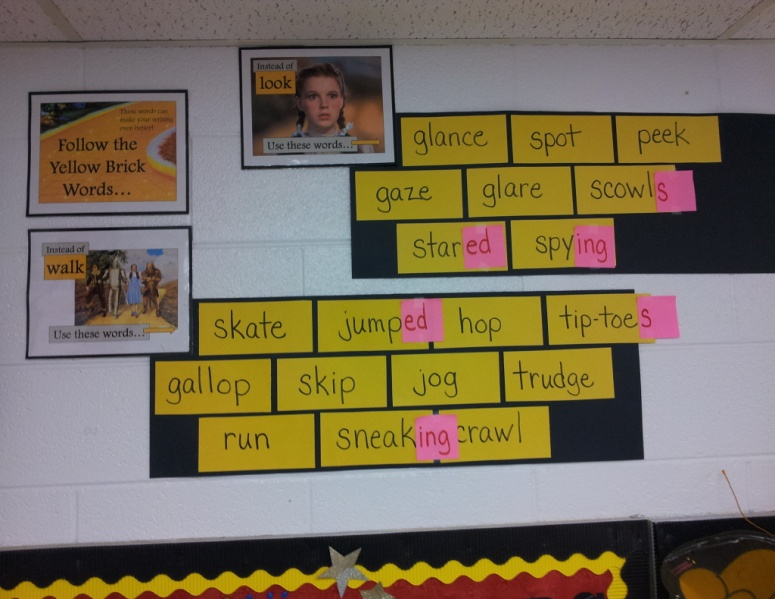 These words can
make your writing
even better!
Follow the
Yellow Brick
Words...
Instead of
look
Use these words...
glance spot peek
gaze glare scowls
stared spying
Instead of
walk
Use these words...
skate jumped hop tip-toes
gallop skip jog trudge
run sneaking crawl